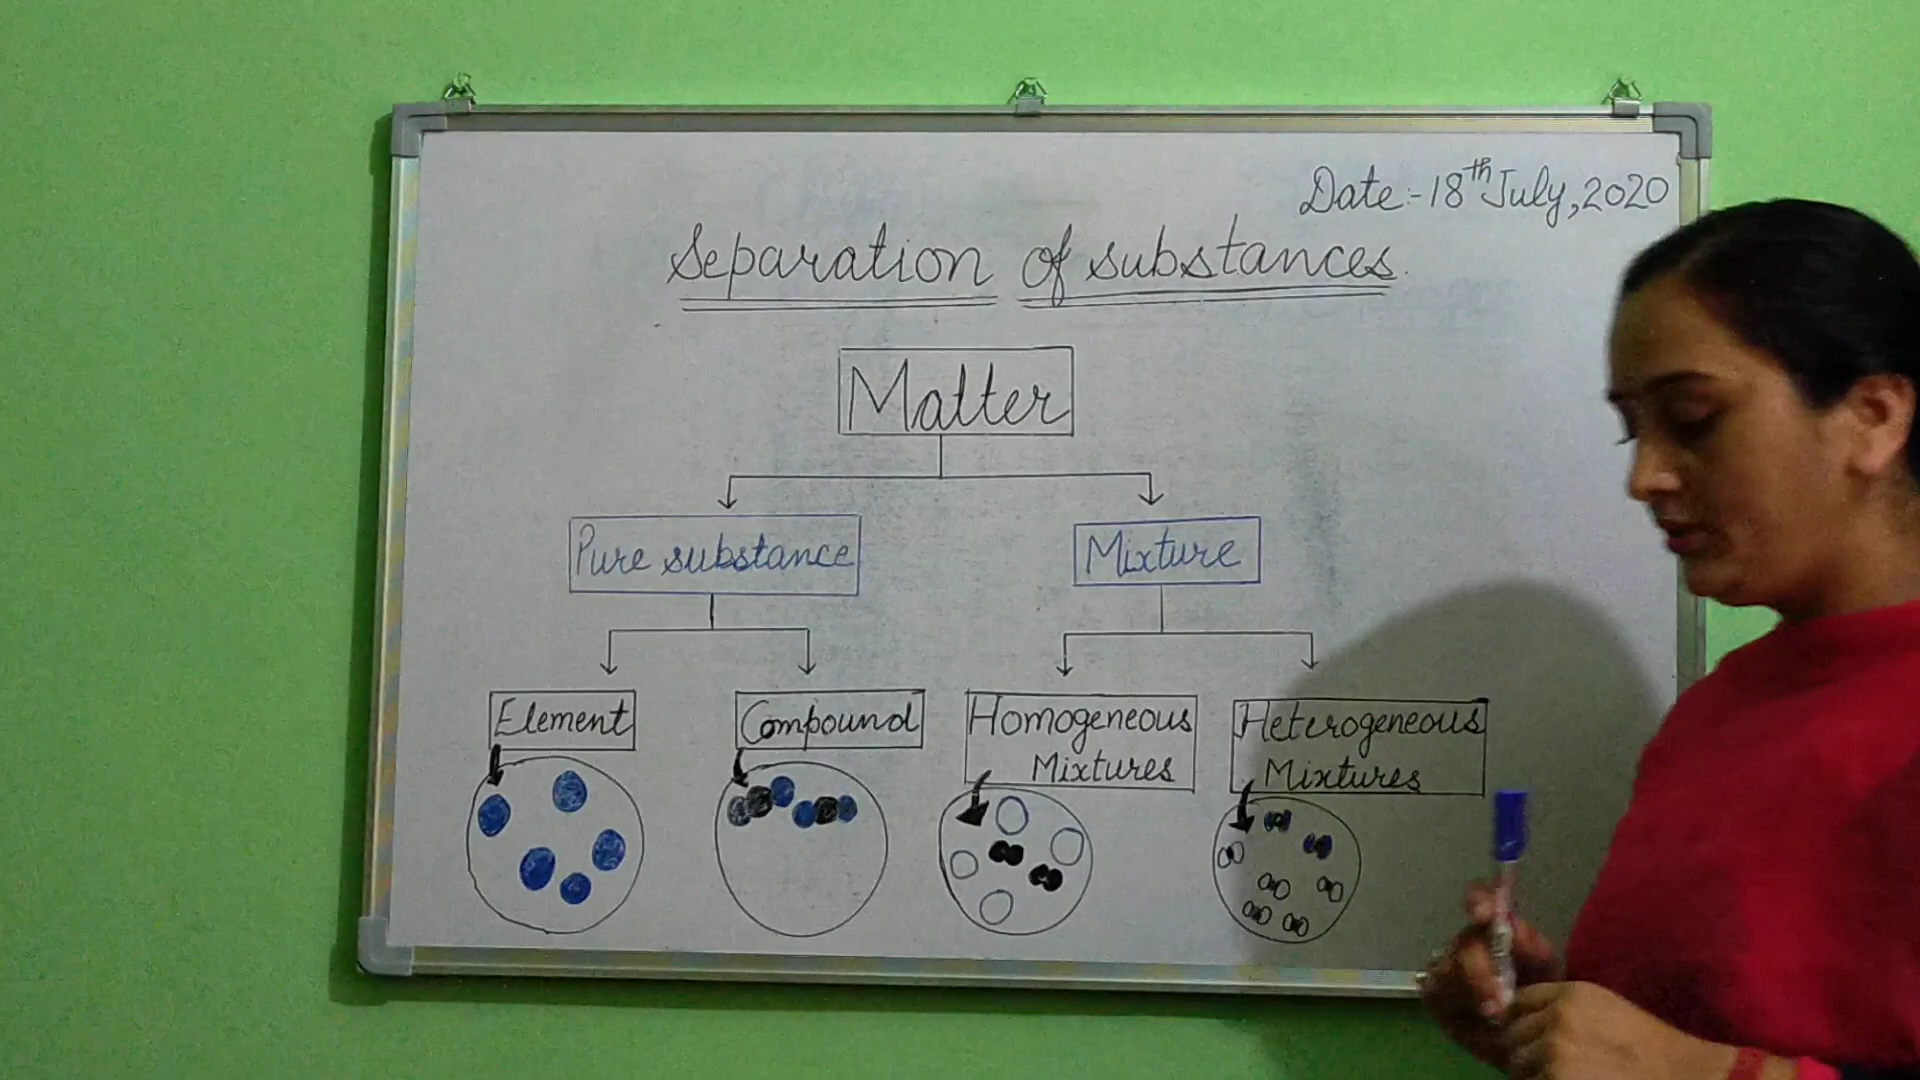 Date:- 18th July, 2020
Separation of substances.
Matter
Pure substance
Mixture
Element
Compound
Homogeneous
Mixtures
Heterogeneous
Mixtures